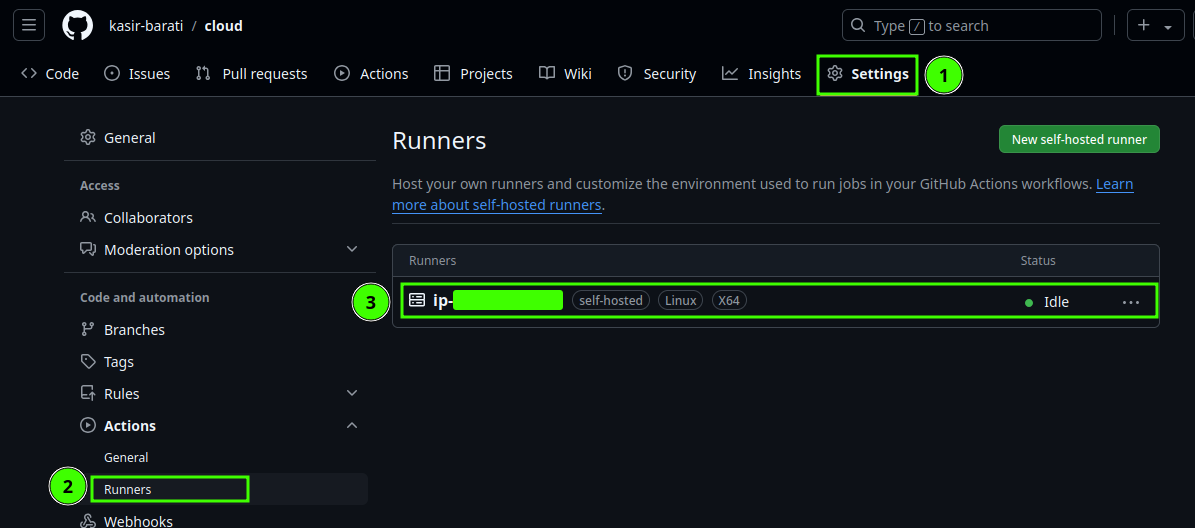 kasir-barati / cloud
Type / to search
Code Issues Pull requests Actions Projects Wiki Security Insights Settings 1
General
Access
Collaborators
Moderation options
Code and automation
Branches
Tags
Rules
Actions
General
2 Runners
Webhooks
Runners
New self-hosted runner
Host your own runners and customize the environment used to run jobs in your GitHub Actions workflows. Learn
more about self-hosted runners.
Runners Status
3 ip- self-hosted Linux X64 Idle ...